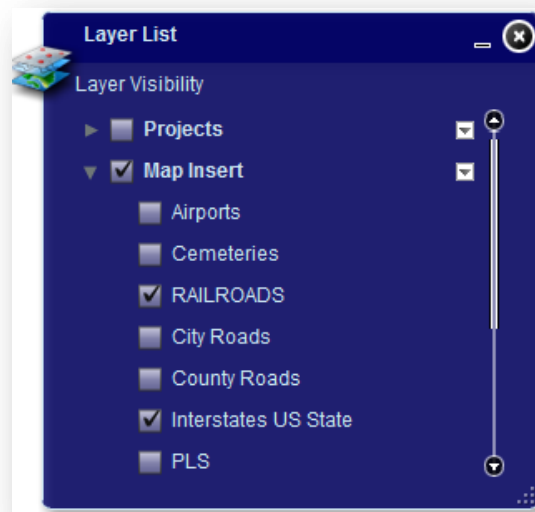 Layer List
Layer Visibility
Projects
Map Insert
Airports
Cemeteries
RAILROADS
City Roads
County Roads
Interstates US State
PLS